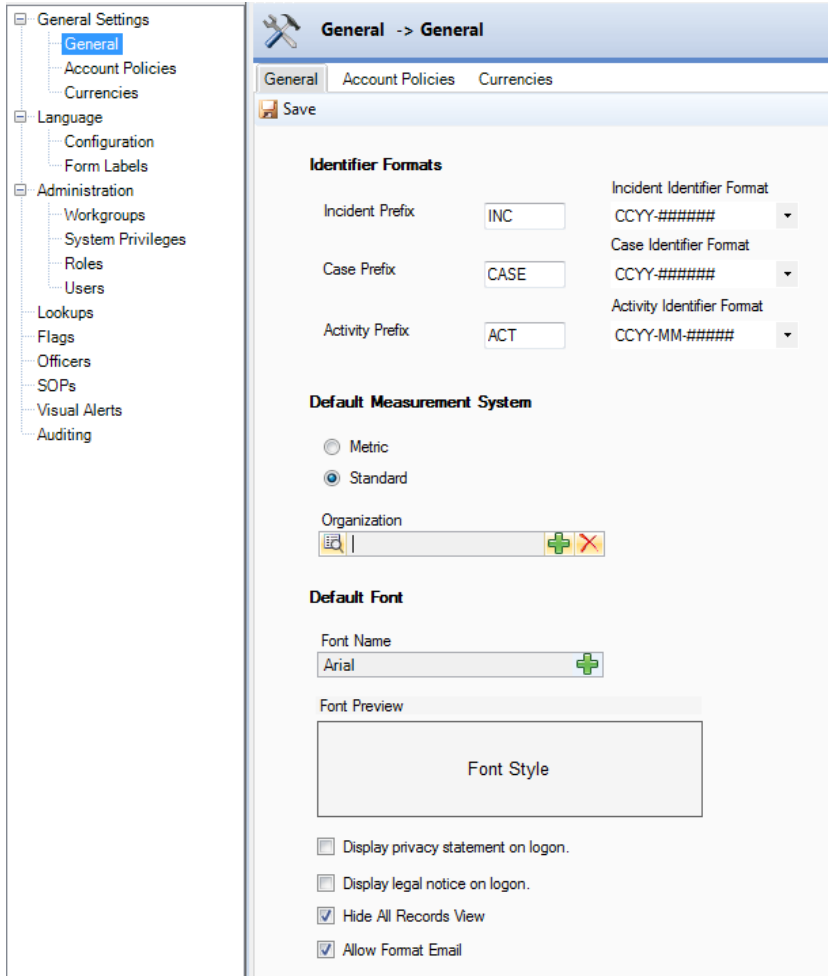 General Settings
General
Account Policies
Currencies
Language
Configuration
Form Labels
Administration
Workgroups
System Privileges
Roles
Users
Lookups
Flags
Officers
SOPs
Visual Alerts
Auditing
General -> General
General Account Policies Currencies
Save
Identifier Formats
Incident Identifier Format
Incident Prefix INC CCYY-######
Case Identifier Format
Case Prefix CASE CCYY-######
Activity Identifier Format
Activity Prefix ACT CCYY-MM-#####
Default Measurement System
Metric
Standard
Organization
Default Font
Font Name
Arial
Font Preview
Font Style
Display privacy statement on logon.
Display legal notice on logon.
Hide All Records View
Allow Format Email